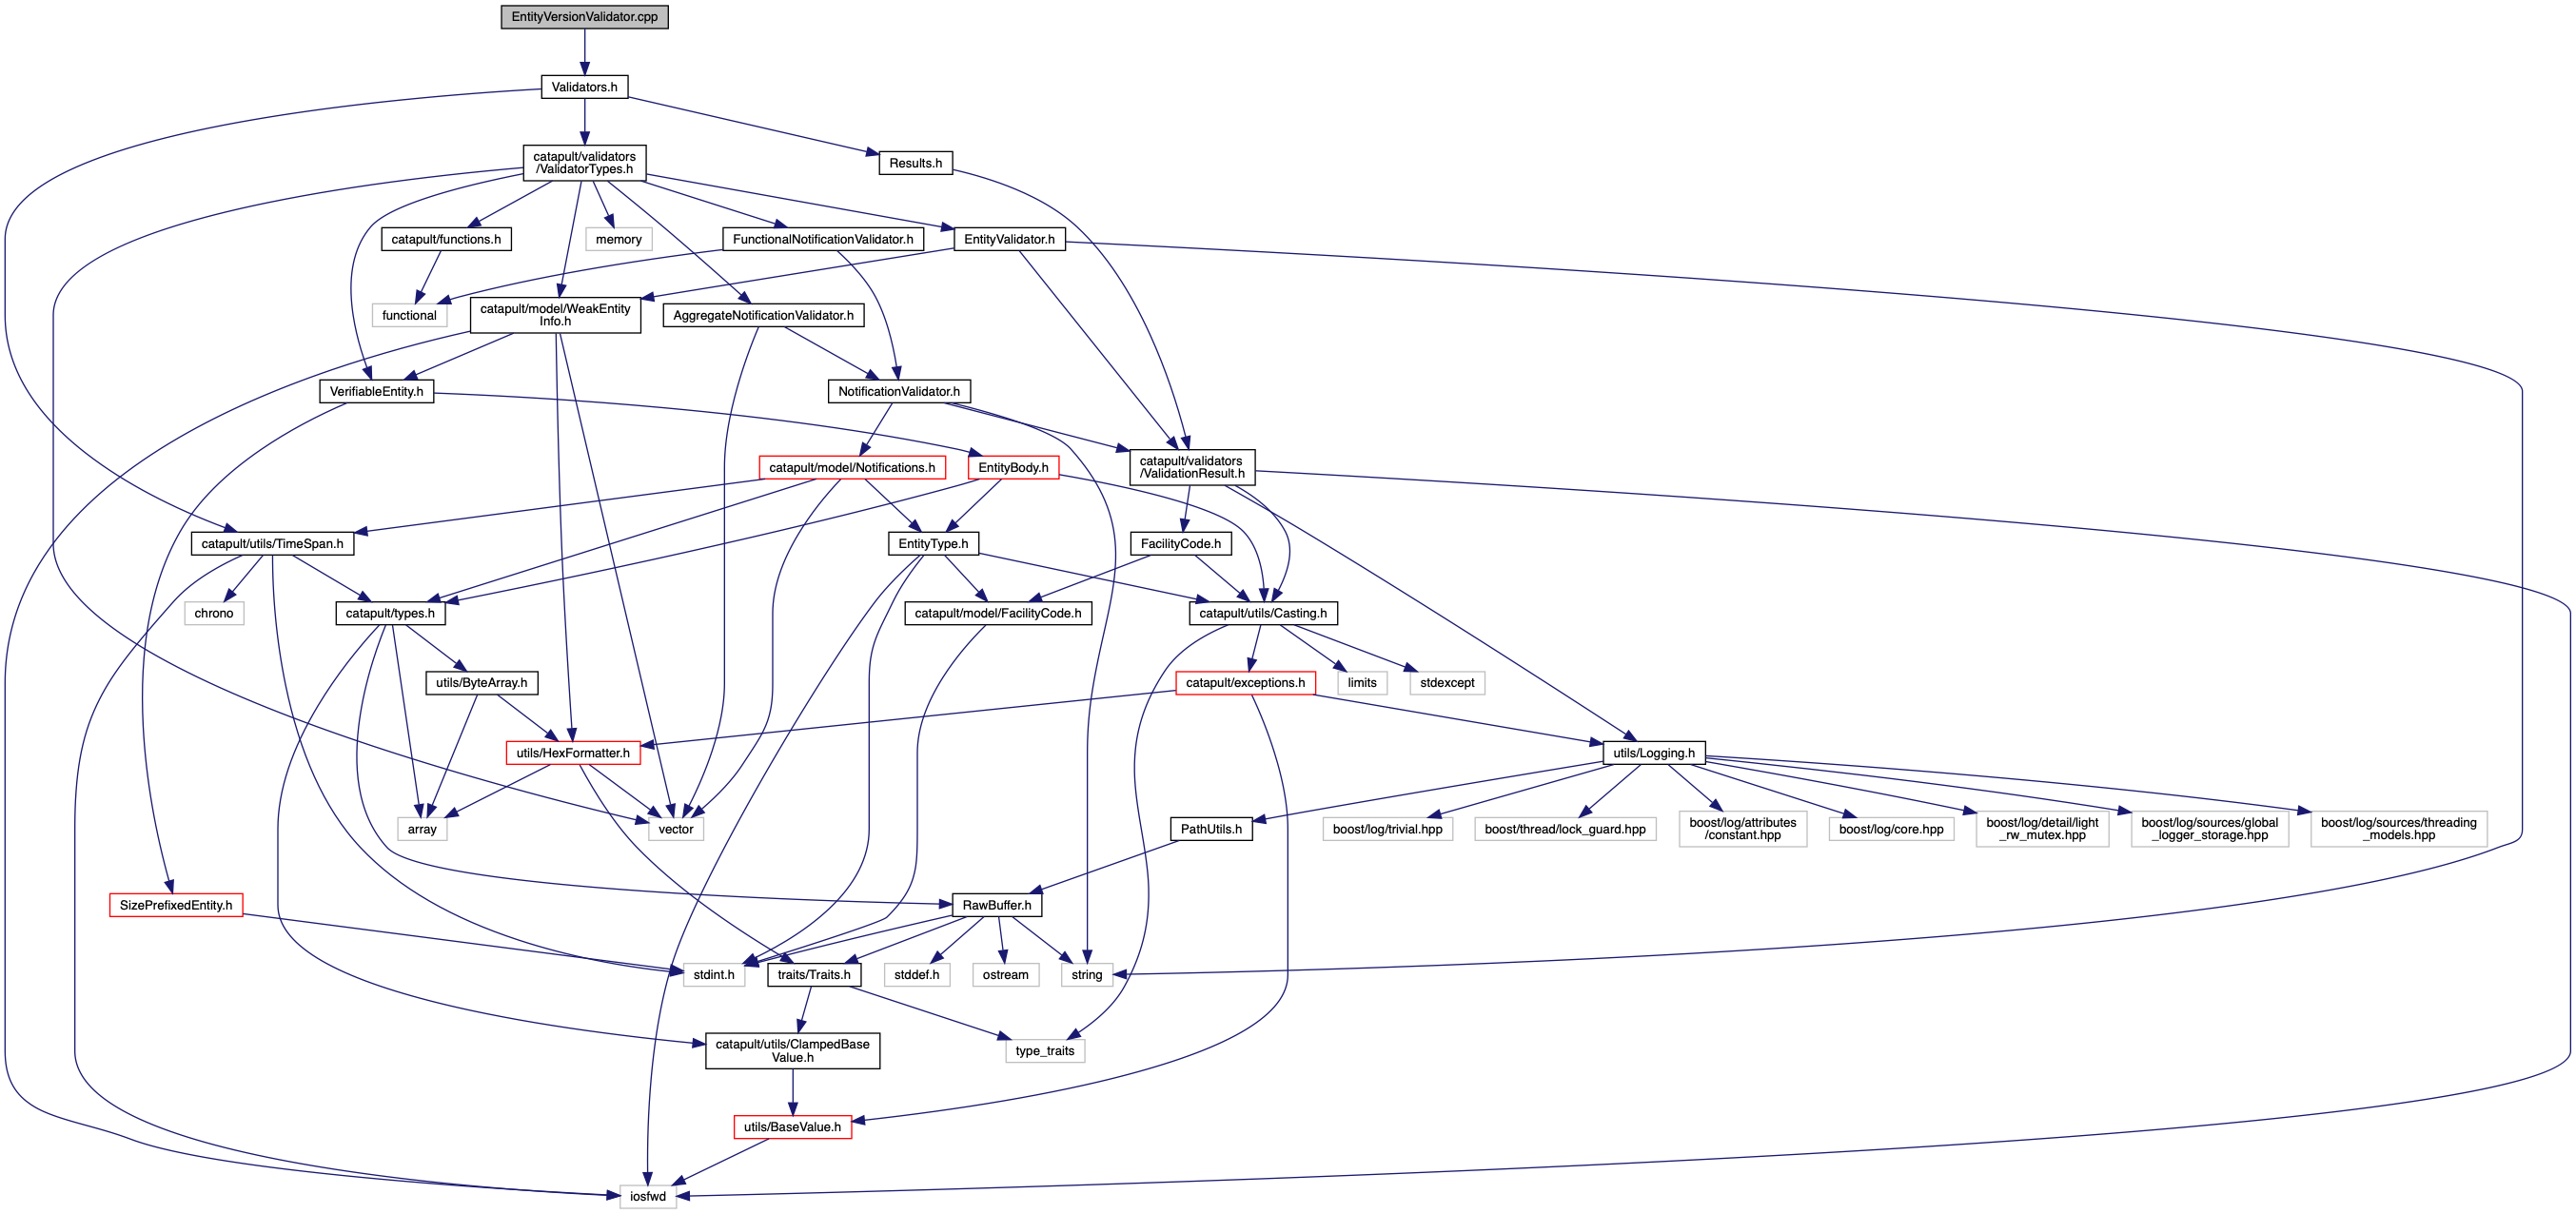 EntityVersionValidator.cpp
Validators.h
catapult/validators
/ValidatorTypes.h
Results.h
catapult/functions.h
memory
FunctionalNotificationValidator.h
EntityValidator.h
functional
catapult/model/WeakEntity
Info.h
AggregateNotificationValidator.h
VerifiableEntity.h
NotificationValidator.h
catapult/model/Notifications.h
EntityBody.h
catapult/validators
/ValidationResult.h
catapult/utils/TimeSpan.h
EntityType.h
FacilityCode.h
chrono
catapult/types.h
catapult/model/FacilityCode.h
catapult/utils/Casting.h
utils/ByteArray.h
catapult/exceptions.h
limits
stdexcept
utils/HexFormatter.h
utils/Logging.h
array
vector
PathUtils.h
boost/log/trivial.hpp
boost/thread/lock_guard.hpp
boost/log/attributes
/constant.hpp
boost/log/core.hpp
boost/log/detail/light
_rw_mutex.hpp
boost/log/sources/global
_logger_storage.hpp
boost/log/sources/threading
_models.hpp
SizePrefixedEntity.h
RawBuffer.h
stdint.h
traits/Traits.h
stddef.h
ostream
string
catapult/utils/ClampedBase
Value.h
type_traits
utils/BaseValue.h
iosfwd